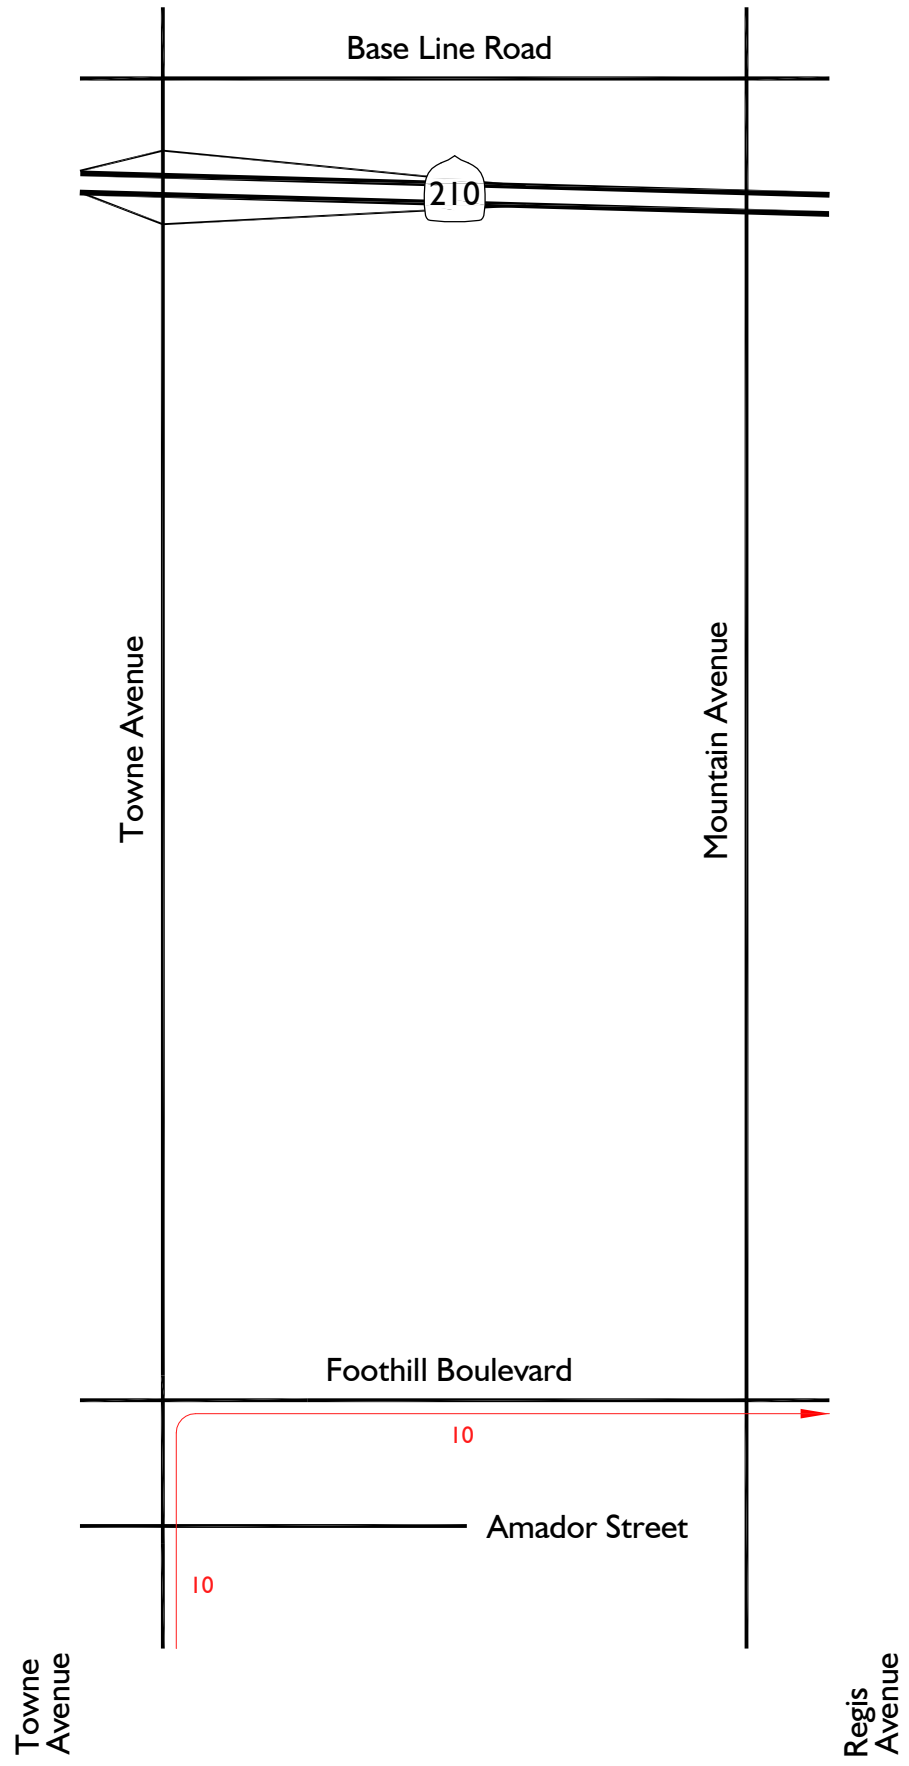 Base Line Road
210
Towne Avenue
Mountain Avenue
Foothill Boulevard
10
Amador Street
10
Towne
Avenue
Regis
Avenue